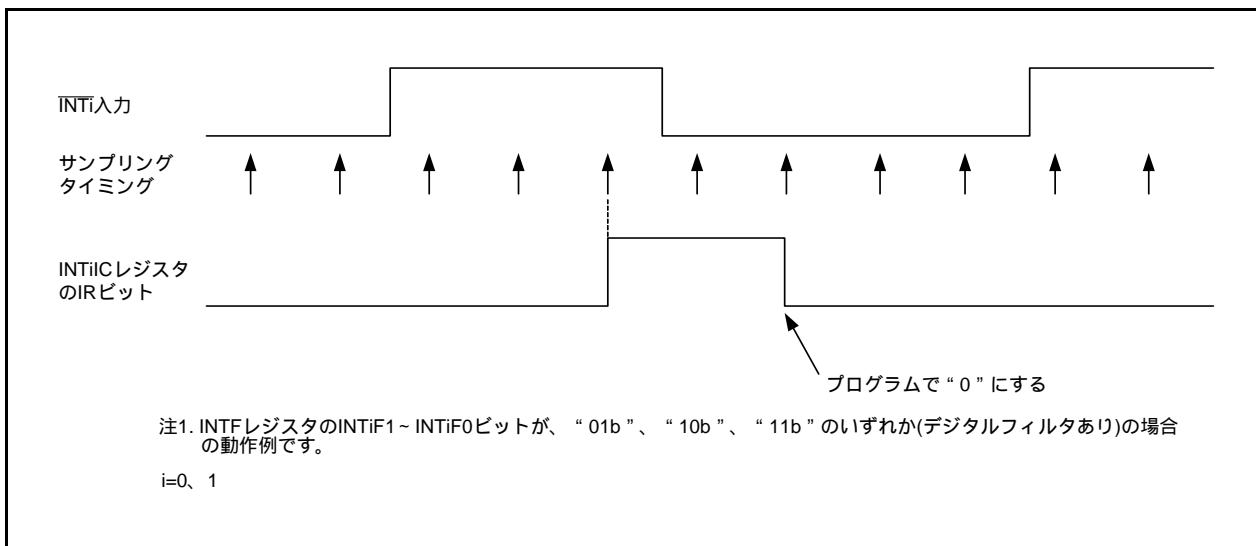 INTi入力
サンプリング
タイミング
INTiICレジスタ
のIRビット
プログラムで“0”にする
注1. INTFレジスタのINTiF1~INTiF0ビットが、“01b”、“10b”、“11b”のいずれか(デジタルフィルタあり)の場合
の動作例です。
i=0、1